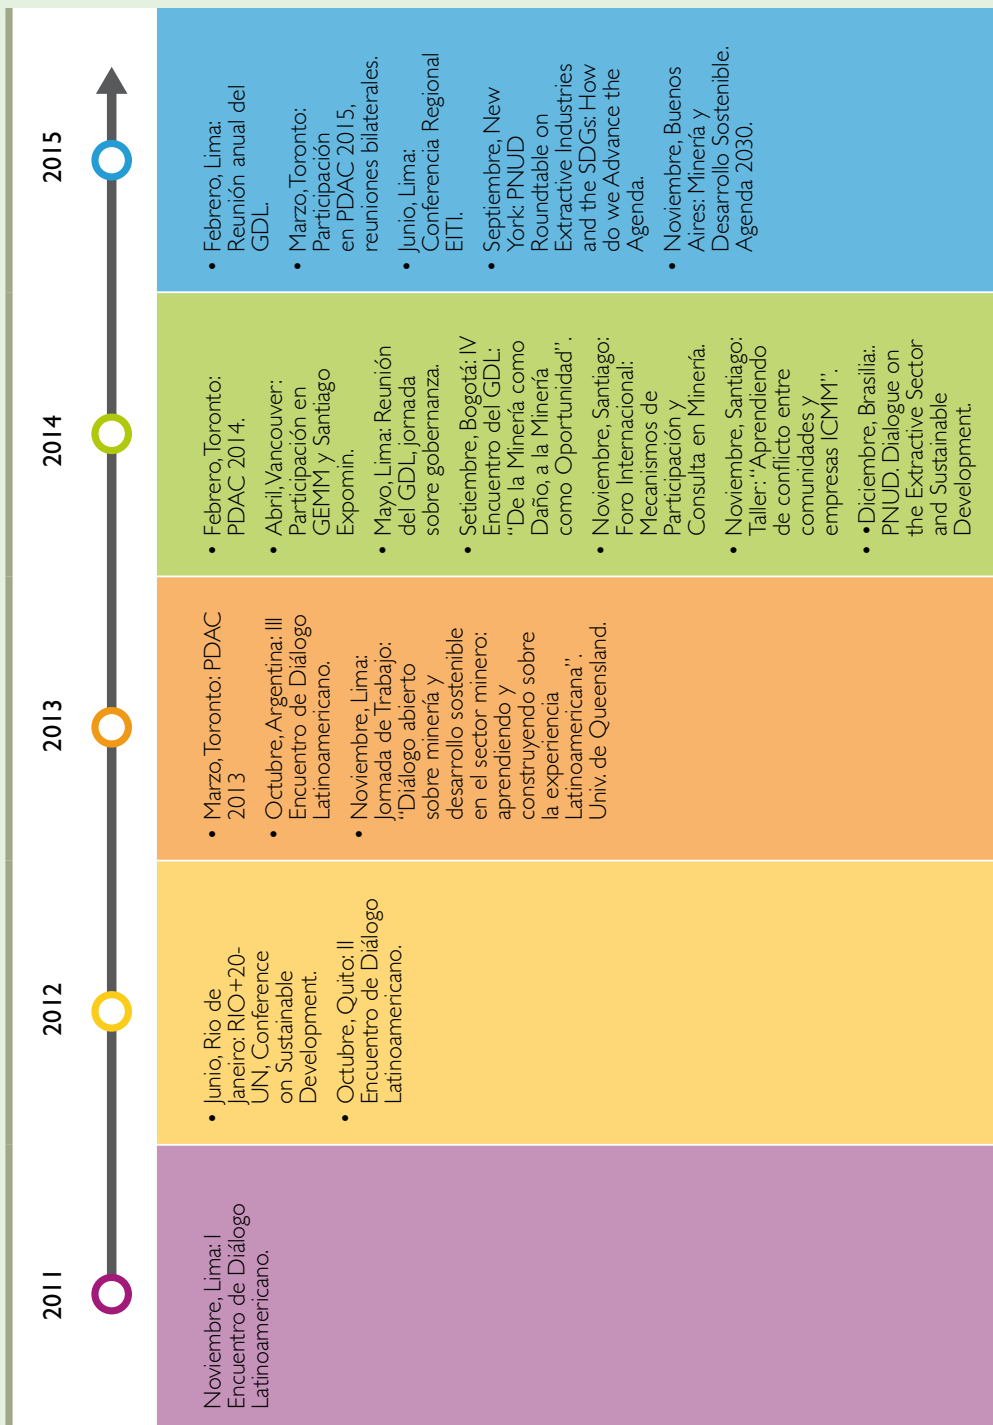 2011
Noviembre, Lima: I
Encuentro de Diálogo
Latinoamericano.
2012
• Junio, Rio de
Janeiro: RIO+20-
UN, Conference
on Sustainable
Development.
• Octubre, Quito: II
Encuentro de Diálogo
Latinoamericano.
2013
• Marzo, Toronto: PDAC
2013
• Octubre, Argentina: III
Encuentro de Diálogo
Latinoamericano.
• Noviembre, Lima:
Jornada de Trabajo:
“Diálogo abierto
sobre minería y
desarrollo sostenible
en el sector minero:
aprendiendo y
construyendo sobre
la experiencia
Latinoamericana”.
Univ. de Queensland.
2014
• Febrero, Toronto:
PDAC 2014.
• Abril, Vancouver:
Participación en
GEMM y Santiago
Expomin.
• Mayo, Lima: Reunión
del GDL, jornada
sobre gobernanza.
• Setiembre, Bogotá: IV
Encuentro del GDL:
“De la Minería como
Daño, a la Minería
como Oportunidad”.
• Noviembre, Santiago:
Foro Internacional:
Mecanismos de
Participación y
Consulta en Minería.
• Noviembre, Santiago:
Taller: “Aprendiendo
de conflicto entre
comunidades y
empresas ICMM”.
• •Diciembre, Brasilia:.
PNUD. Dialogue on
the Extractive Sector
and Sustainable
Development.
2015
• Febrero, Lima:
Reunión anual del
GDL.
• Marzo, Toronto:
Participación
en PDAC 2015,
reuniones bilaterales.
• Junio, Lima:
Conferencia Regional
EITI.
• Septiembre, New
York: PNUD
Roundtable on
Extractive Industries
and the SDGs: How
do we Advance the
Agenda.
• Noviembre, Buenos
Aires: Minería y
Desarrollo Sostenible.
Agenda 2030.